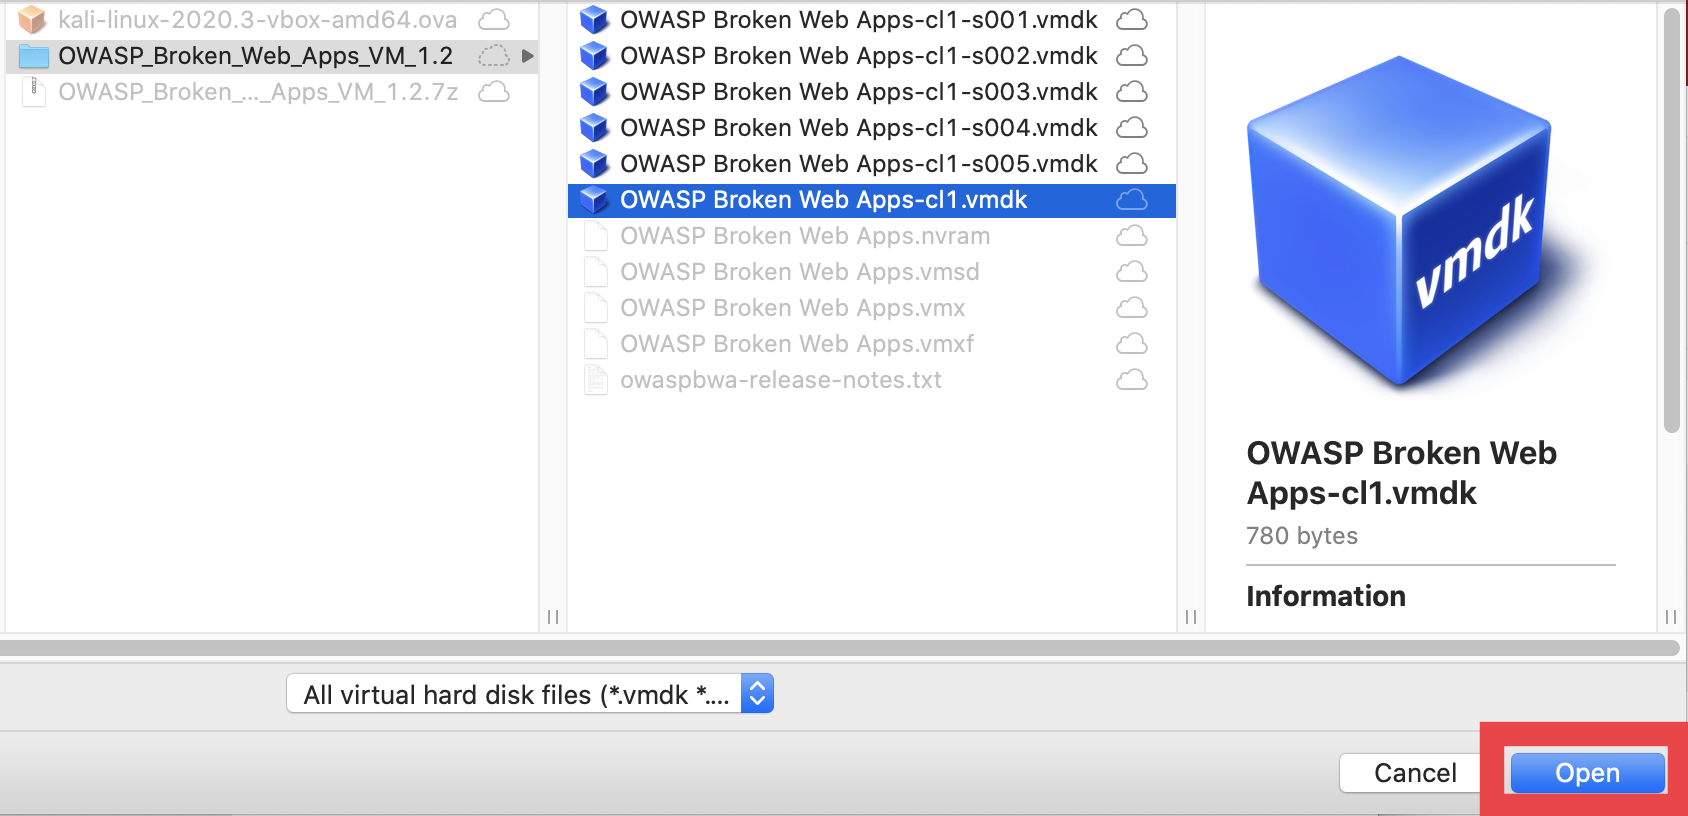 kali-linux-2020.3-vbox-amd64.ova
OWASP_Broken_Web_Apps_VM_1.2
OWASP_Broken_..._Apps_VM_1.2.7z
OWASP Broken Web Apps-cl1-s001.vmdk
OWASP Broken Web Apps-cl1-s002.vmdk
OWASP Broken Web Apps-cl1-s003.vmdk
OWASP Broken Web Apps-cl1-s004.vmdk
OWASP Broken Web Apps-cl1-s005.vmdk
OWASP Broken Web Apps-cl1.vmdk
OWASP Broken Web Apps.nvram
OWASP Broken Web Apps.vmsd
OWASP Broken Web Apps.vmx
OWASP Broken Web Apps.vmxf
owaspbwa-release-notes.txt
vmdk
OWASP Broken Web
Apps-cl1.vmdk
780 bytes
Information
All virtual hard disk files (*.vmdk *....
Cancel
Open